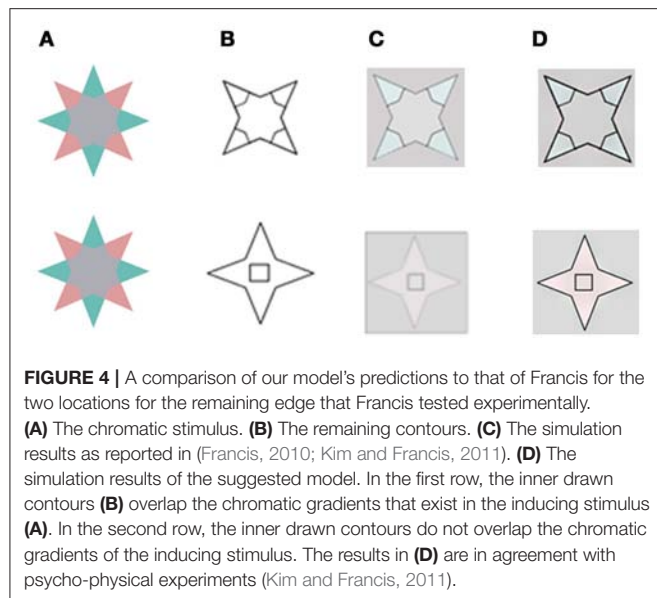 A B C D
FIGURE 4 | A comparison of our model's predictions to that of Francis for the
two locations for the remaining edge that Francis tested experimentally.
(A) The chromatic stimulus. (B) The remaining contours. (C) The simulation
results as reported in (Francis, 2010; Kim and Francis, 2011). (D) The
simulation results of the suggested model. In the first row, the inner drawn
contours (B) overlap the chromatic gradients that exist in the inducing stimulus
(A). In the second row, the inner drawn contours do not overlap the chromatic
gradients of the inducing stimulus. The results in (D) are in agreement with
psycho-physical experiments (Kim and Francis, 2011).